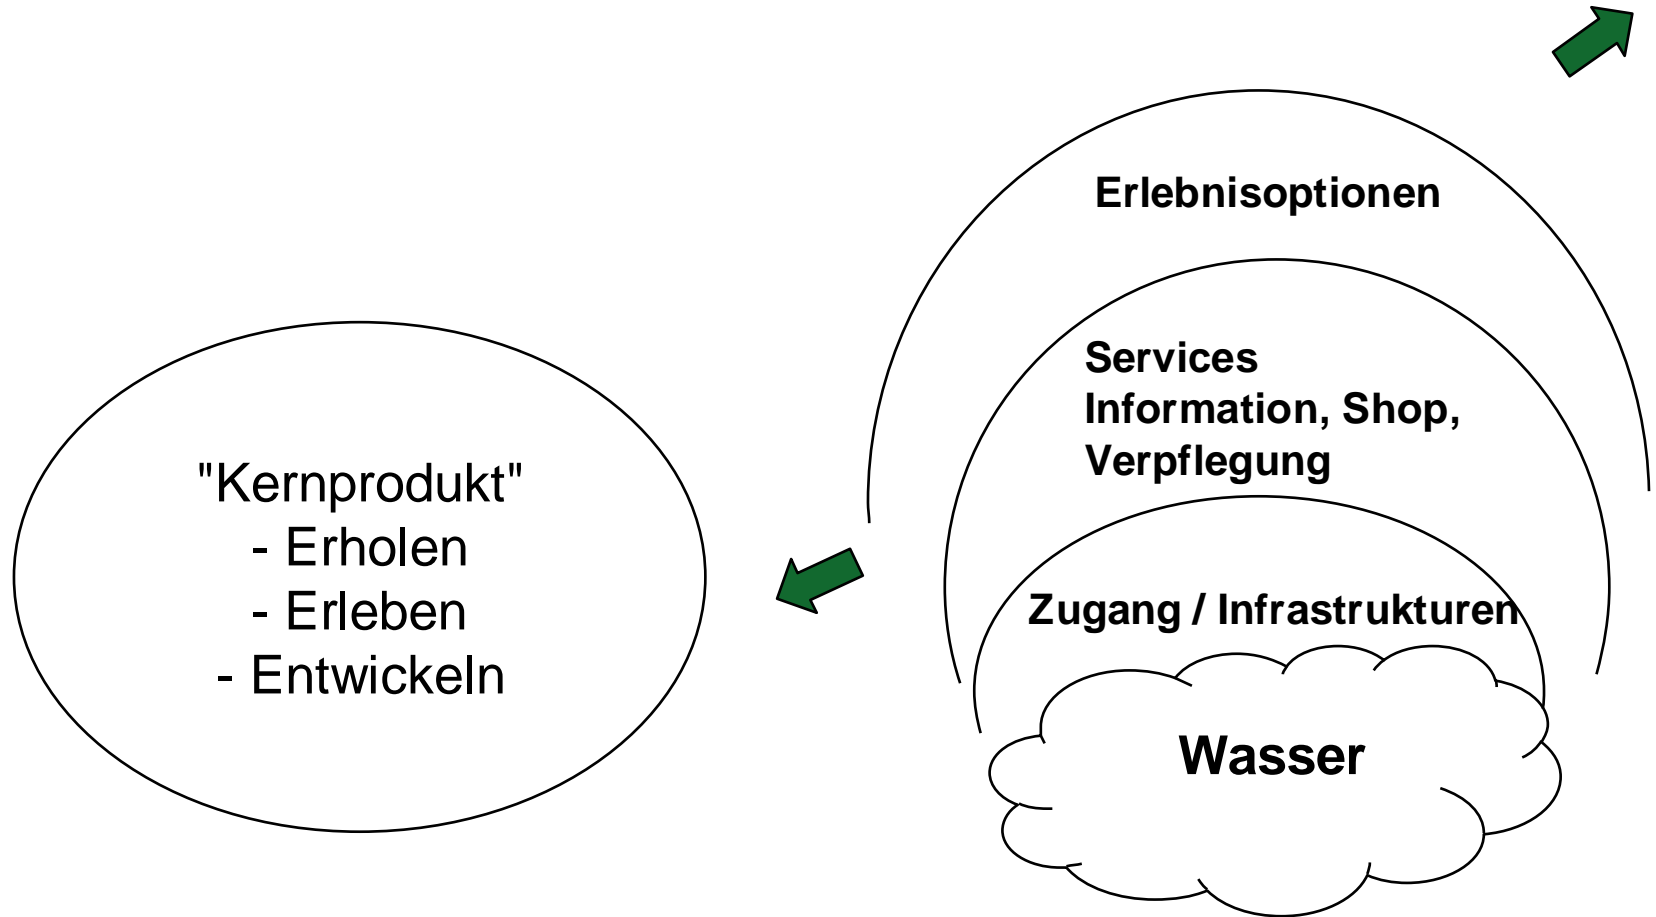 Erlebnisoptionen
Services
Information, Shop,
Verpflegung
"Kernprodukt"
- Erholen
- Erleben
- Entwickeln
Zugang / Infrastrukturen
Wasser